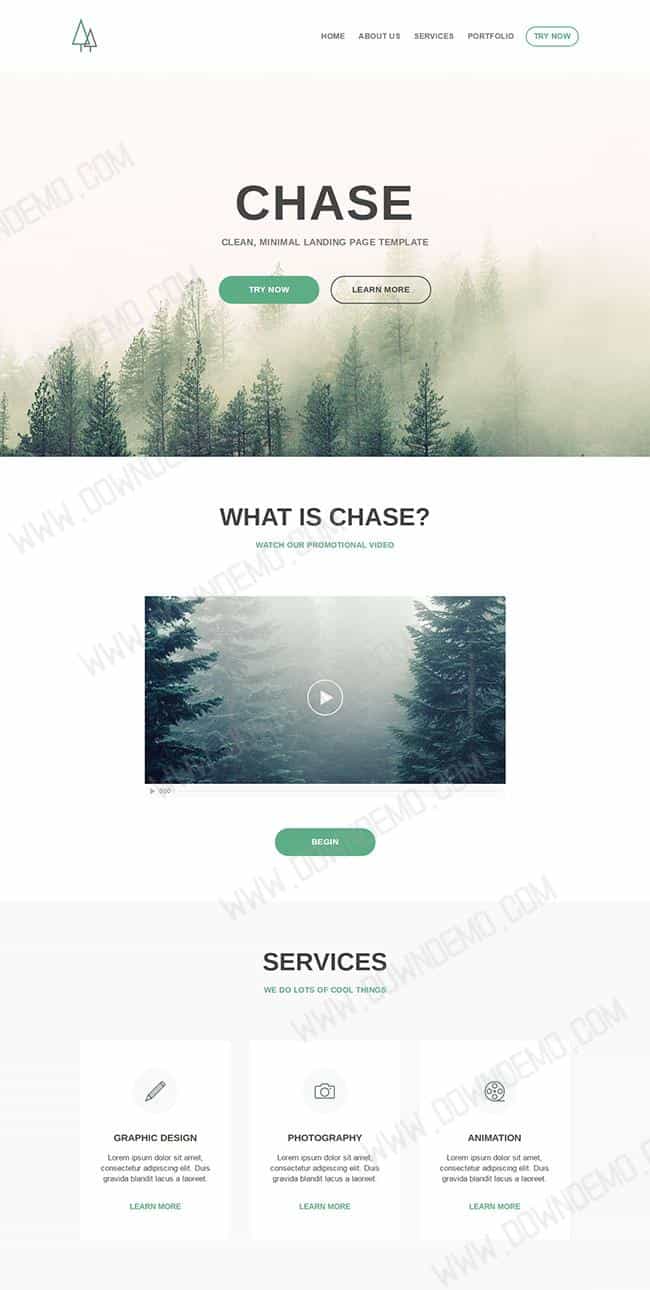 HOME ABOUT US SERVICES PORTFOLIO TRY NOW
CHASE
CLEAN, MINIMAL LANDING PAGE TEMPLATE
TRY NOW LEARN MORE
WHAT IS CHASE?
WATCH OUR PROMOTIONAL VIDEO
0:00
BEGIN
SERVICES
WE DO LOTS OF COOL THINGS
GRAPHIC DESIGN
Lorem ipsum dolor sit amet,
consectetur adipiscing elit. Duis
gravida blandit lacus a laoreet.
LEARN MORE
PHOTOGRAPHY
Lorem ipsum dolor sit amet,
consectetur adipiscing elit. Duis
gravida blandit lacus a laoreet.
LEARN MORE
ANIMATION
Lorem ipsum dolor sit amet,
consectetur adipiscing elit. Duis
gravida blandit lacus a laoreet.
LEARN MORE
WWW.DOWNDEMO.COM